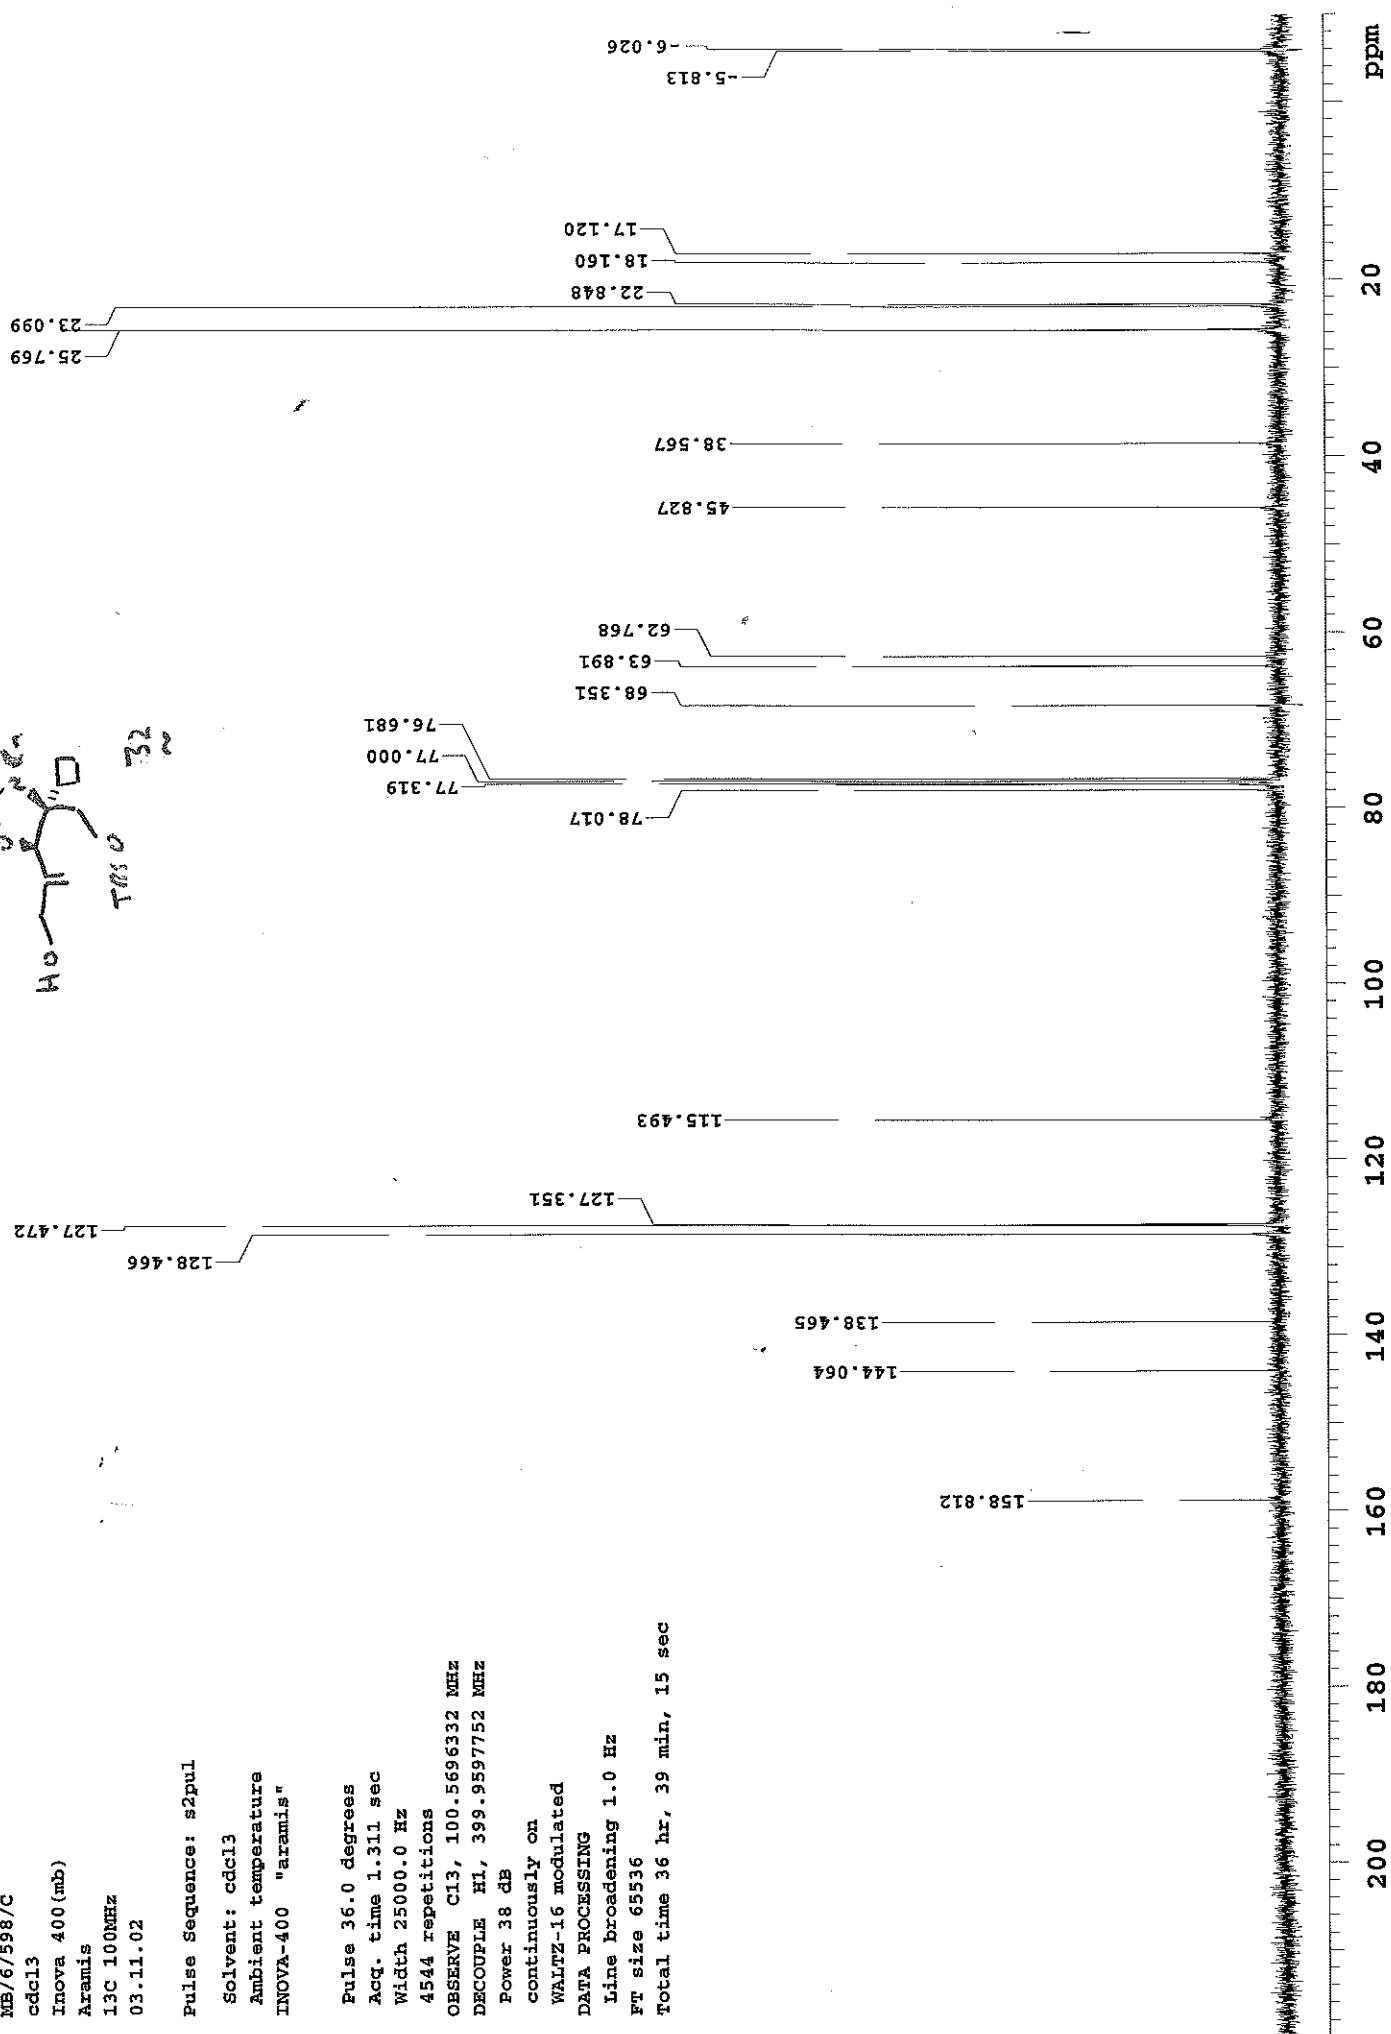 MB/6/598/C
cdcl3
Inova 400(mb)
Aramis
13C 100MHz
03.11.02
Pulse Sequence: s2pul
Solvent: cdcl3
Ambient temperature
INOVA-400 "aramis"
Pulse 36.0 degrees
Acq. time 1.311 sec
Width 25000.0 Hz
4544 repetitions
OBSERVE C13, 100.5696332 MHz
DECOUPLE H1, 399.9597752 MHz
Power 38 dB
continuously on
WALTZ-16 modulated
DATA PROCESSING
Line broadening 1.0 Hz
FT size 65536
Total time 36 hr, 39 min, 15 sec
HO
TBSO
32
158.812
144.064
138.465
128.466
127.472
127.351
115.493
78.017
77.319
77.000
76.681
68.351
63.891
62.768
45.827
38.567
25.769
23.099
22.848
18.160
17.120
-5.813
-6.026
200 180 160 140 120 100 80 60 40 20 ppm